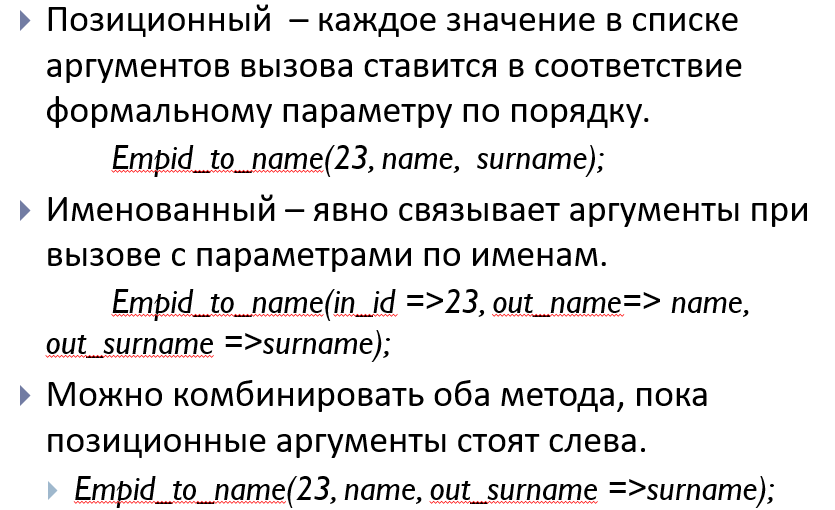 Позиционный – каждое значение в списке
аргументов вызова ставится в соответствие
формальному параметру по порядку.
Empid_to_name(23, name, surname);
Именованный – явно связывает аргументы при
вызове с параметрами по именам.
Empid_to_name(in_id =>23, out_name=> name,
out_surname =>surname);
Можно комбинировать оба метода, пока
позиционные аргументы стоят слева.
Empid_to_name(23, name, out_surname =>surname);